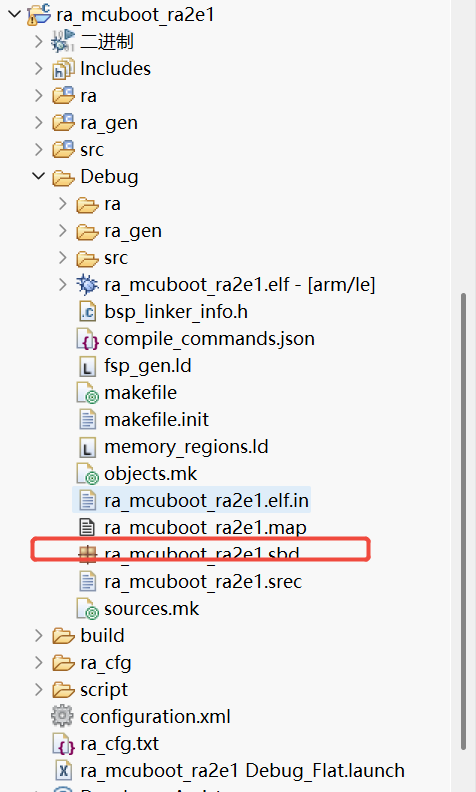 ra_mcuboot_ra2e1
二进制
Includes
ra
ra_gen
src
Debug
ra
ra_gen
src
ra_mcuboot_ra2e1.elf - [arm/le]
bsp_linker_info.h
compile_commands.json
fsp_gen.ld
makefile
makefile.init
memory_regions.ld
objects.mk
ra_mcuboot_ra2e1.elf.in
ra_mcuboot_ra2e1.map
ra_mcuboot_ra2e1.sbd
ra_mcuboot_ra2e1.srec
sources.mk
build
ra_cfg
script
configuration.xml
ra_cfg.txt
ra_mcuboot_ra2e1 Debug_Flat.launch